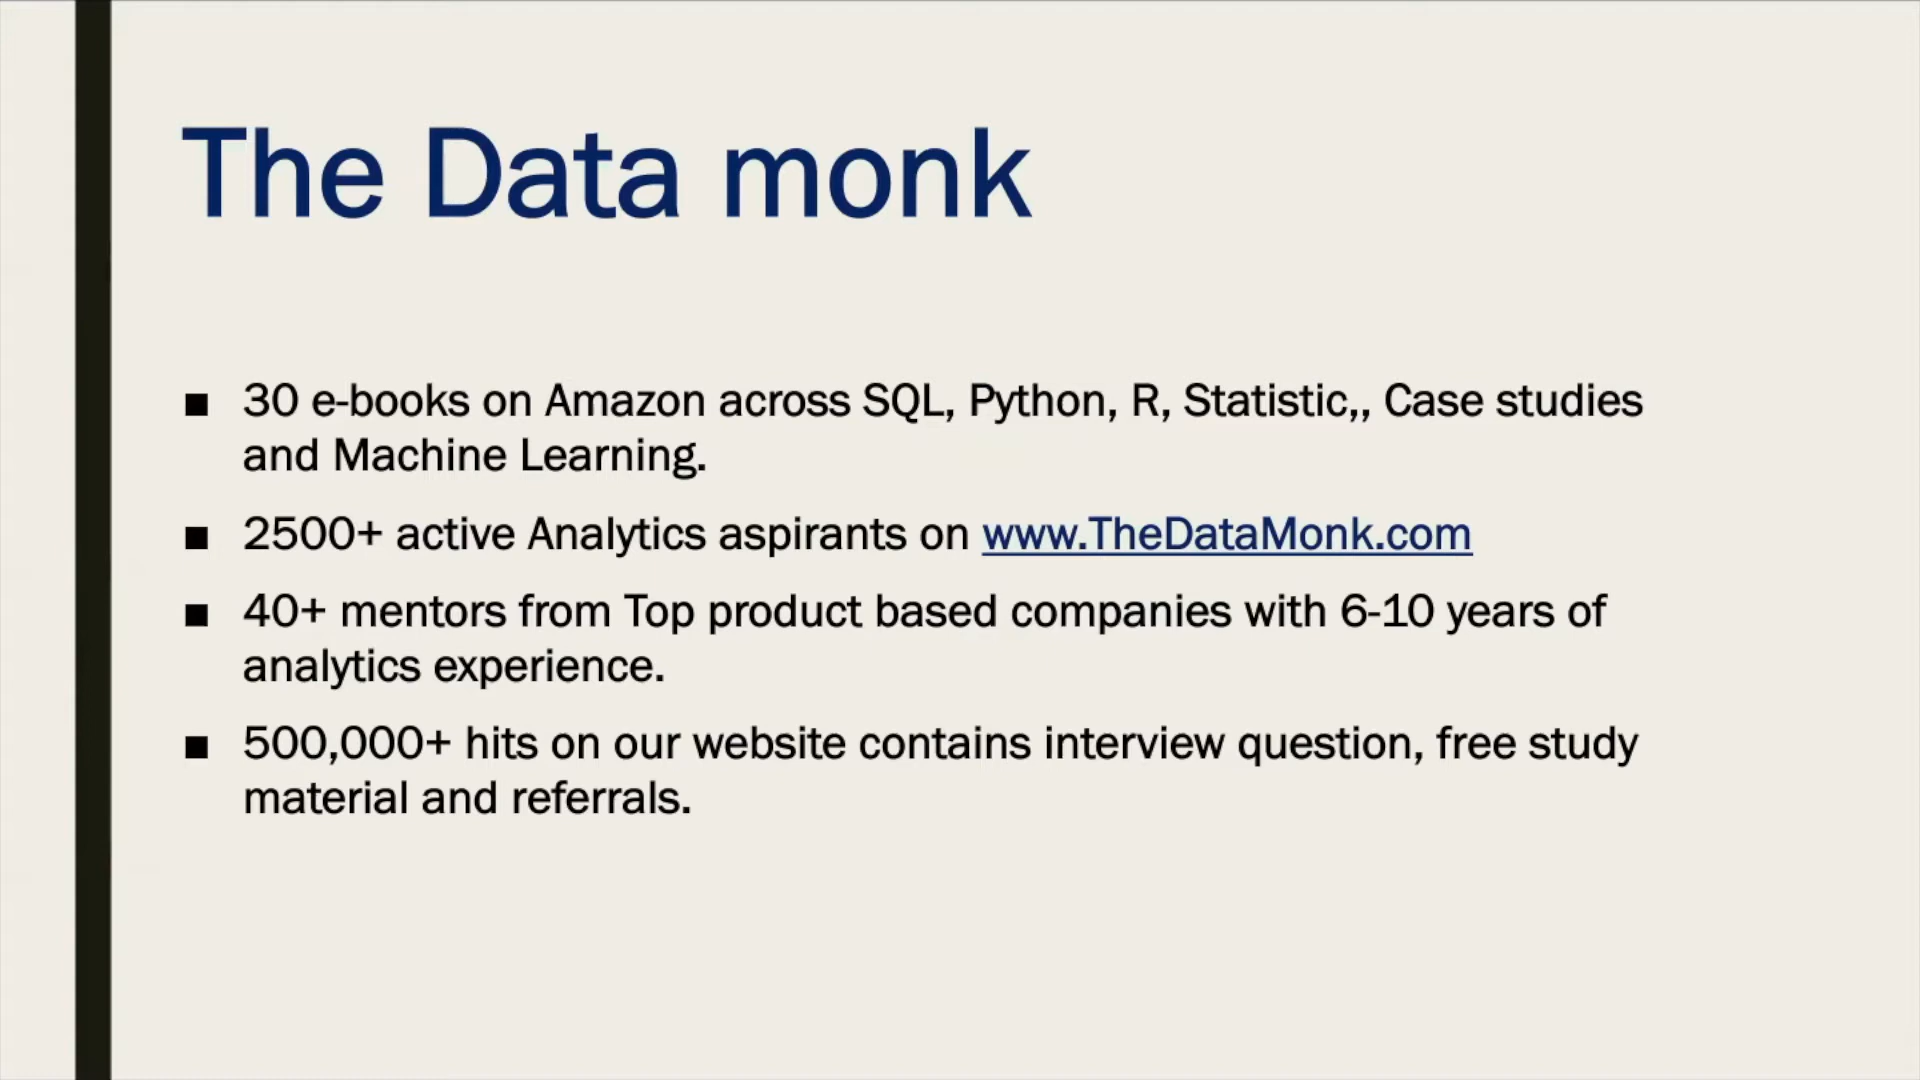 The Data monk
■ 30 e-books on Amazon across SQL, Python, R, Statistic,, Case studies
and Machine Learning.
■ 2500+ active Analytics aspirants on www.TheDataMonk.com
■ 40+ mentors from Top product based companies with 6-10 years of
analytics experience.
■ 500,000+ hits on our website contains interview question, free study
material and referrals.